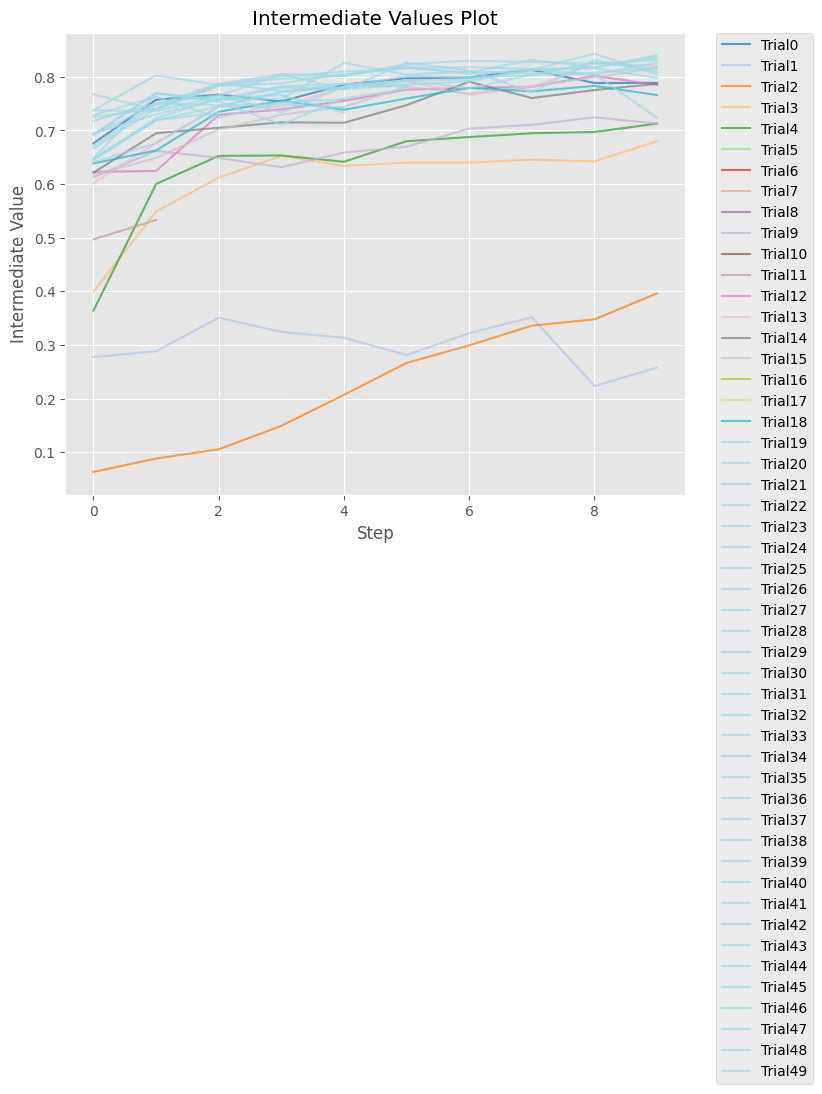 Intermediate Values Plot
Intermediate Value
0.8
0.7
0.6
0.5
0.4
0.3
0.2
0.1
0
2
4
6
8
Step
Trial0
Trial1
Trial2
Trial3
Trial4
Trial5
Trial6
Trial7
Trial8
Trial9
Trial10
Trial11
Trial12
Trial13
Trial14
Trial15
Trial16
Trial17
Trial18
Trial19
Trial20
Trial21
Trial22
Trial23
Trial24
Trial25
Trial26
Trial27
Trial28
Trial29
Trial30
Trial31
Trial32
Trial33
Trial34
Trial35
Trial36
Trial37
Trial38
Trial39
Trial40
Trial41
Trial42
Trial43
Trial44
Trial45
Trial46
Trial47
Trial48
Trial49